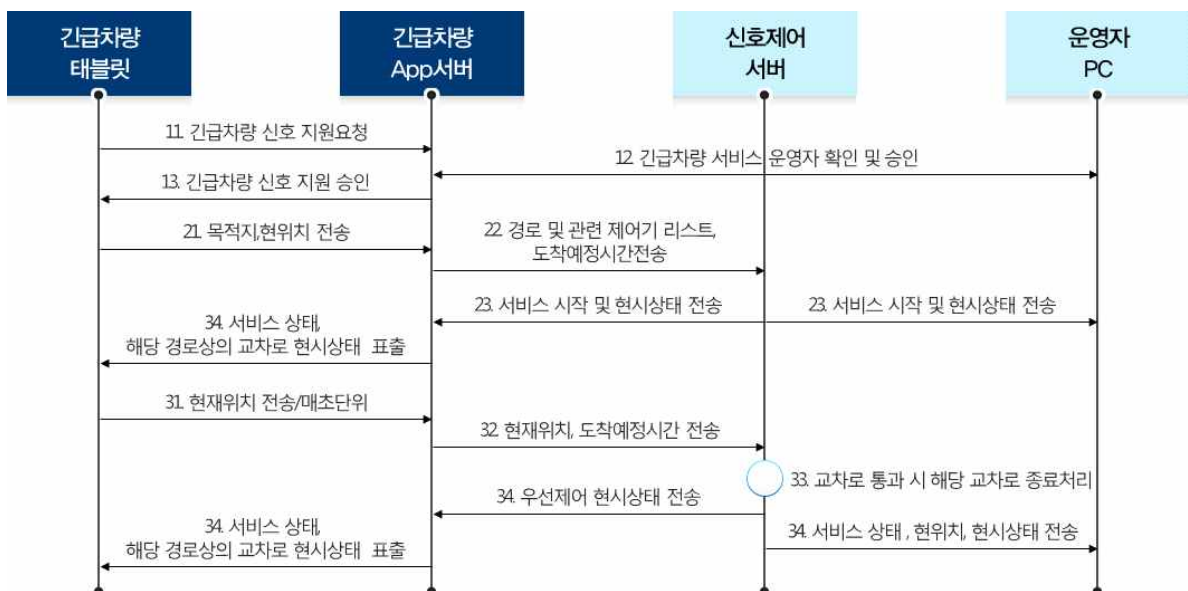 긴급차량
태블릿
긴급차량
App서버
신호제어
서버
운영자
PC
11. 긴급차량 신호 지원요청
12. 긴급차량 서비스 운영자 확인 및 승인
13. 긴급차량 신호 지원 승인
21. 목적지,현위치 전송
22. 경로 및 관련 제어기 리스트,
도착예정시간전송
23. 서비스 시작 및 현시상태 전송
23. 서비스 시작 및 현시상태 전송
34. 서비스 상태,
해당 경로상의 교차로 현시상태 표출
31. 현재위치 전송/매초단위
32. 현재위치, 도착예정시간 전송
33. 교차로 통과 시 해당 교차로 종료처리
34. 우선제어 현시상태 전송
34. 서비스 상태 , 현위치, 현시상태 전송
34. 서비스 상태,
해당 경로상의 교차로 현시상태 표출